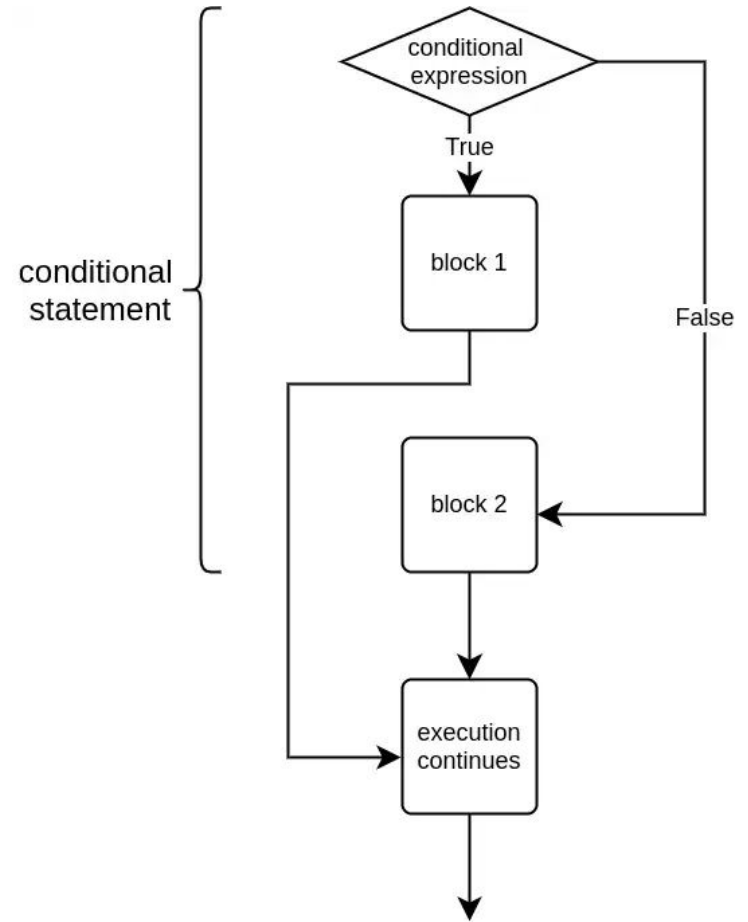 conditional
expression
True
block 1
conditional
statement
False
block 2
execution
continues